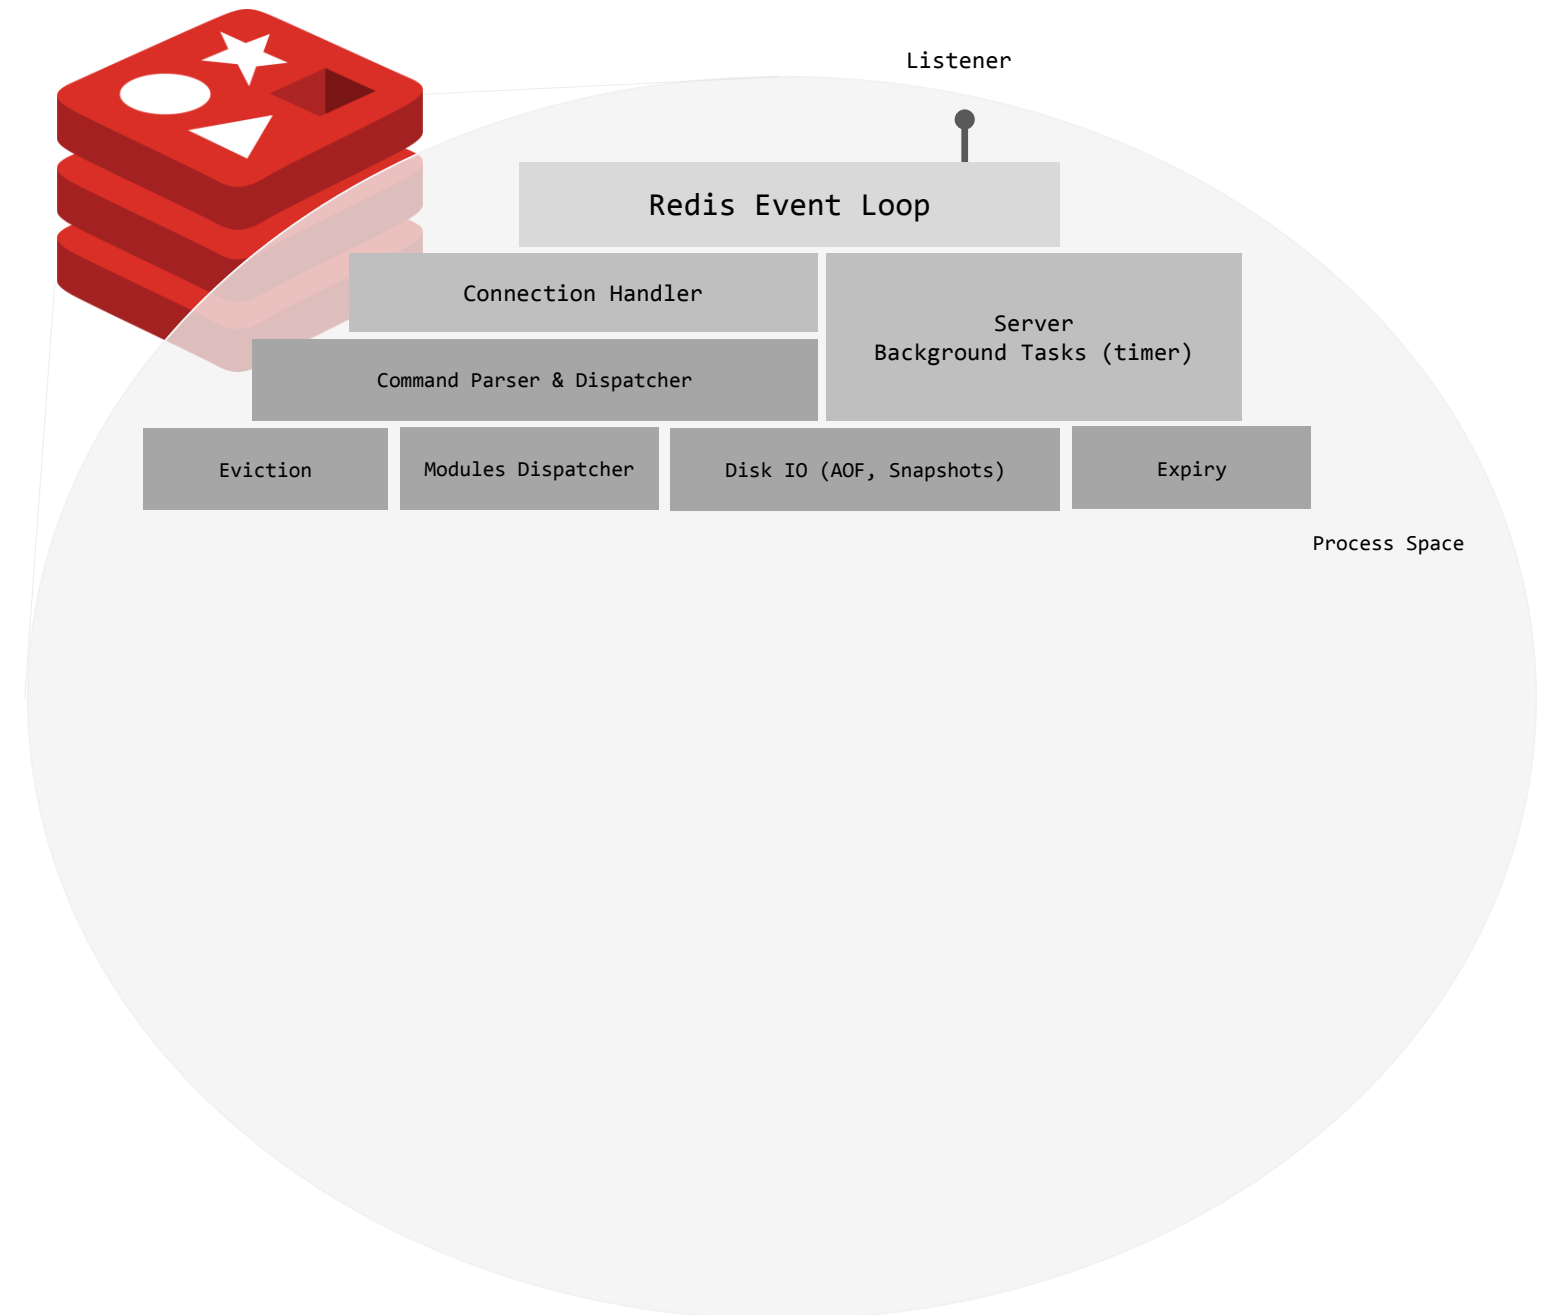 Listener
Redis Event Loop
Connection Handler
Server
Background Tasks (timer)
Command Parser & Dispatcher
Eviction
Modules Dispatcher
Disk IO (AOF, Snapshots)
Expiry
Process Space